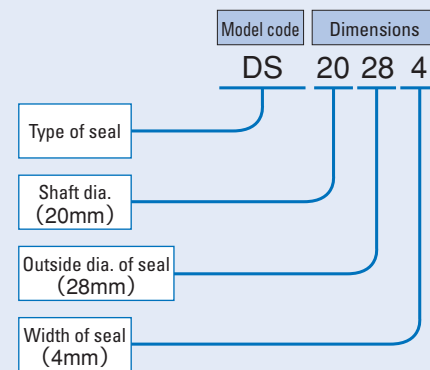 Model code Dimensions
DS 20 28 4
Type of seal
Shaft dia.
（20mm）
Outside dia. of seal
（28mm）
Width of seal
（4mm）